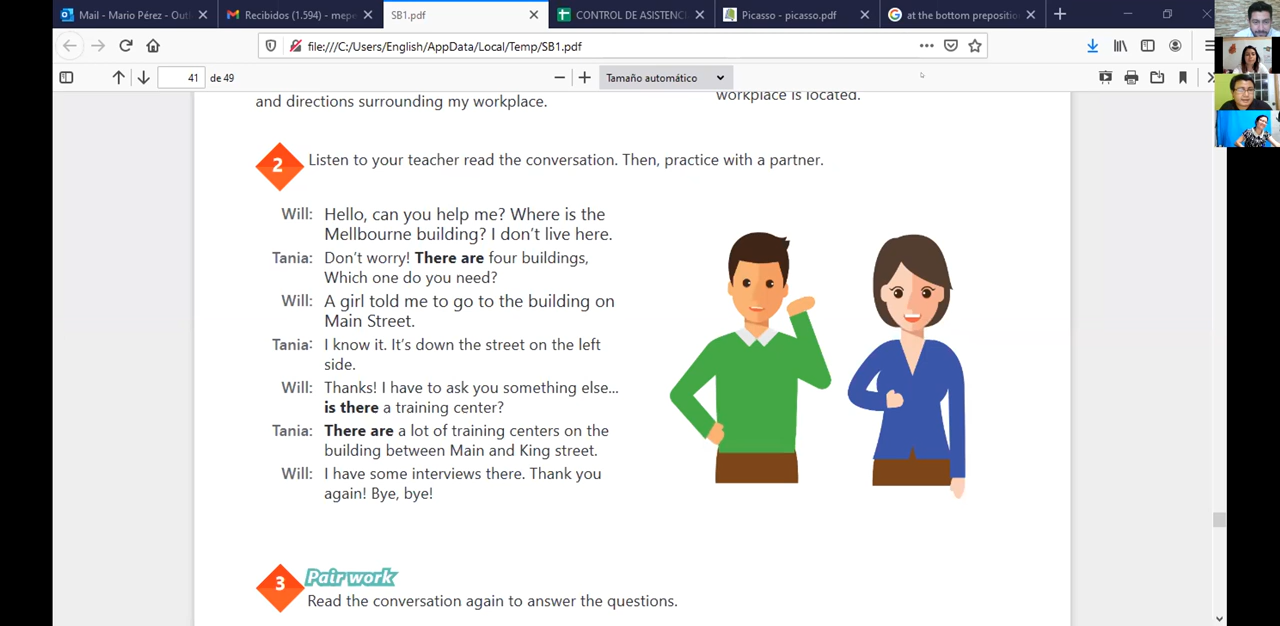 Mail - Mario Pérez - Out
Recibidos (1.594) - mepe
SB1.pdf
CONTROL DE ASISTENC
Picasso - picasso.pdf
at the bottom prepositio
file:///C:/Users/English/AppData/Local/Temp/SB1.pdf
41 de 49
Tamaño automático
and directions surrounding my workplace.
workplace is located.
2 Listen to your teacher read the conversation. Then, practice with a partner.
Will: Hello, can you help me? Where is the
Mellbourne building? I don't live here.
Tania: Don't worry! There are four buildings,
Which one do you need?
Will: A girl told me to go to the building on
Main Street.
Tania: I know it. It's down the street on the left
side.
Will: Thanks! I have to ask you something else...
is there a training center?
Tania: There are a lot of training centers on the
building between Main and King street.
Will: I have some interviews there. Thank you
again! Bye, bye!
3 Pair work
Read the conversation again to answer the questions.